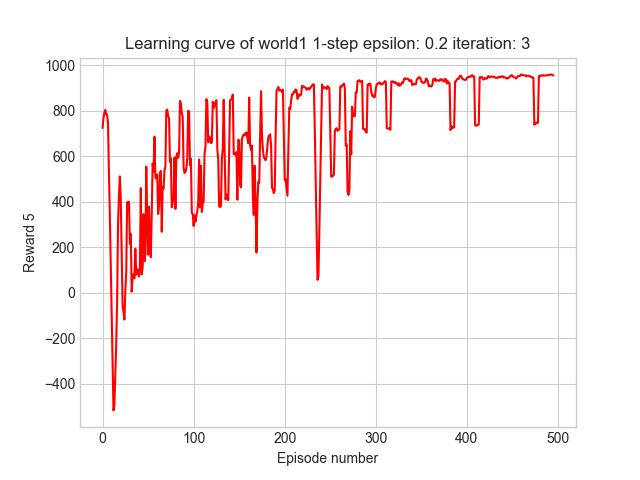 Learning curve of world1 1-step epsilon: 0.2 iteration: 3
1000
800
600
400
200
0
−200
−400
Reward 5
0 100 200 300 400 500
Episode number